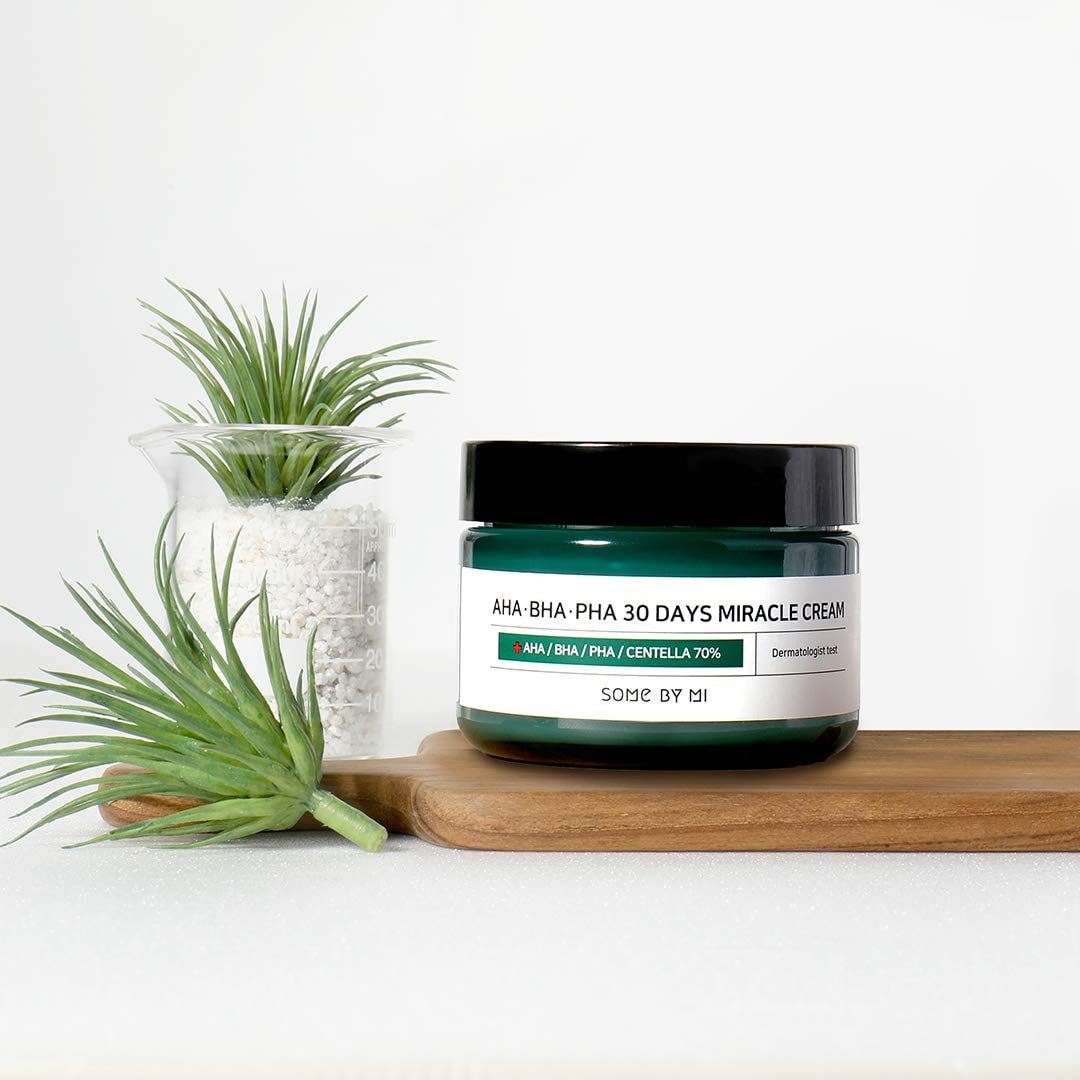 AHA·BHA·PHA 30 DAYS MIRACLE CREAM
AHA / BHA / PHA / CENTELLA 70%
Dermatologist test
SOME BY MI
40
30
20
10